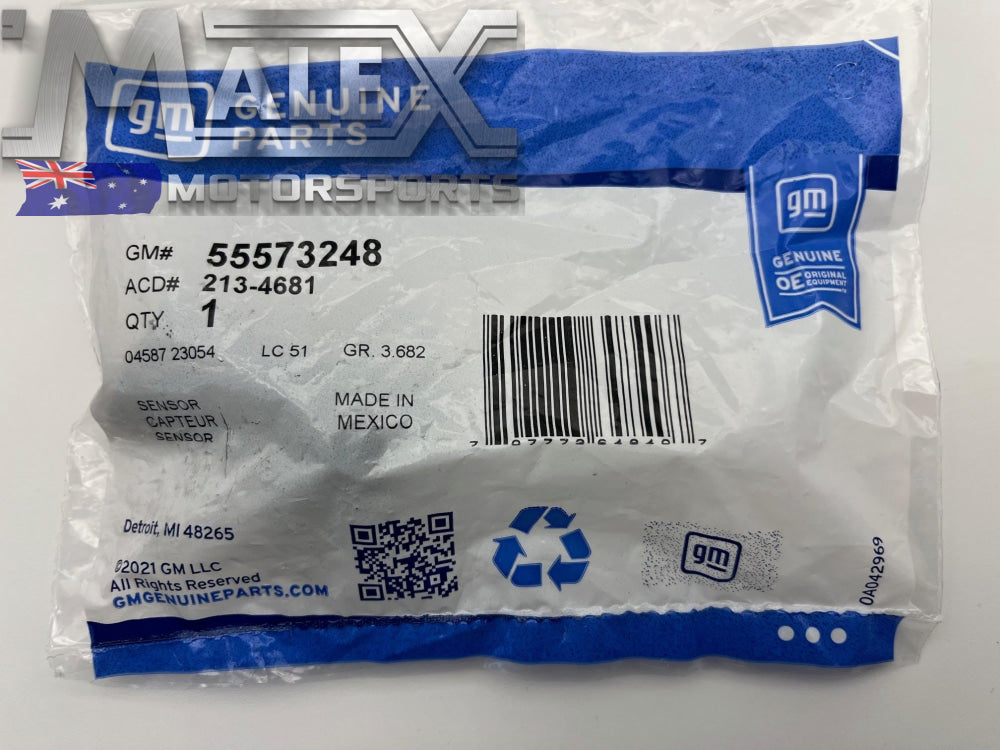 MALEX
MOTORSPORTS
gm GENUINE
PARTS
gm
GENUINE
OE ORIGINAL
EQUIPMENT
GM# 55573248
ACD# 213-4681
QTY 1
04587 23054 LC 51 GR. 3.682
SENSOR
CAPTEUR
SENSOR
MADE IN
MEXICO
Detroit, MI 48265
©2021 GM LLC
All Rights Reserved
GMGENUINEPARTS.COM
gm
0A042969